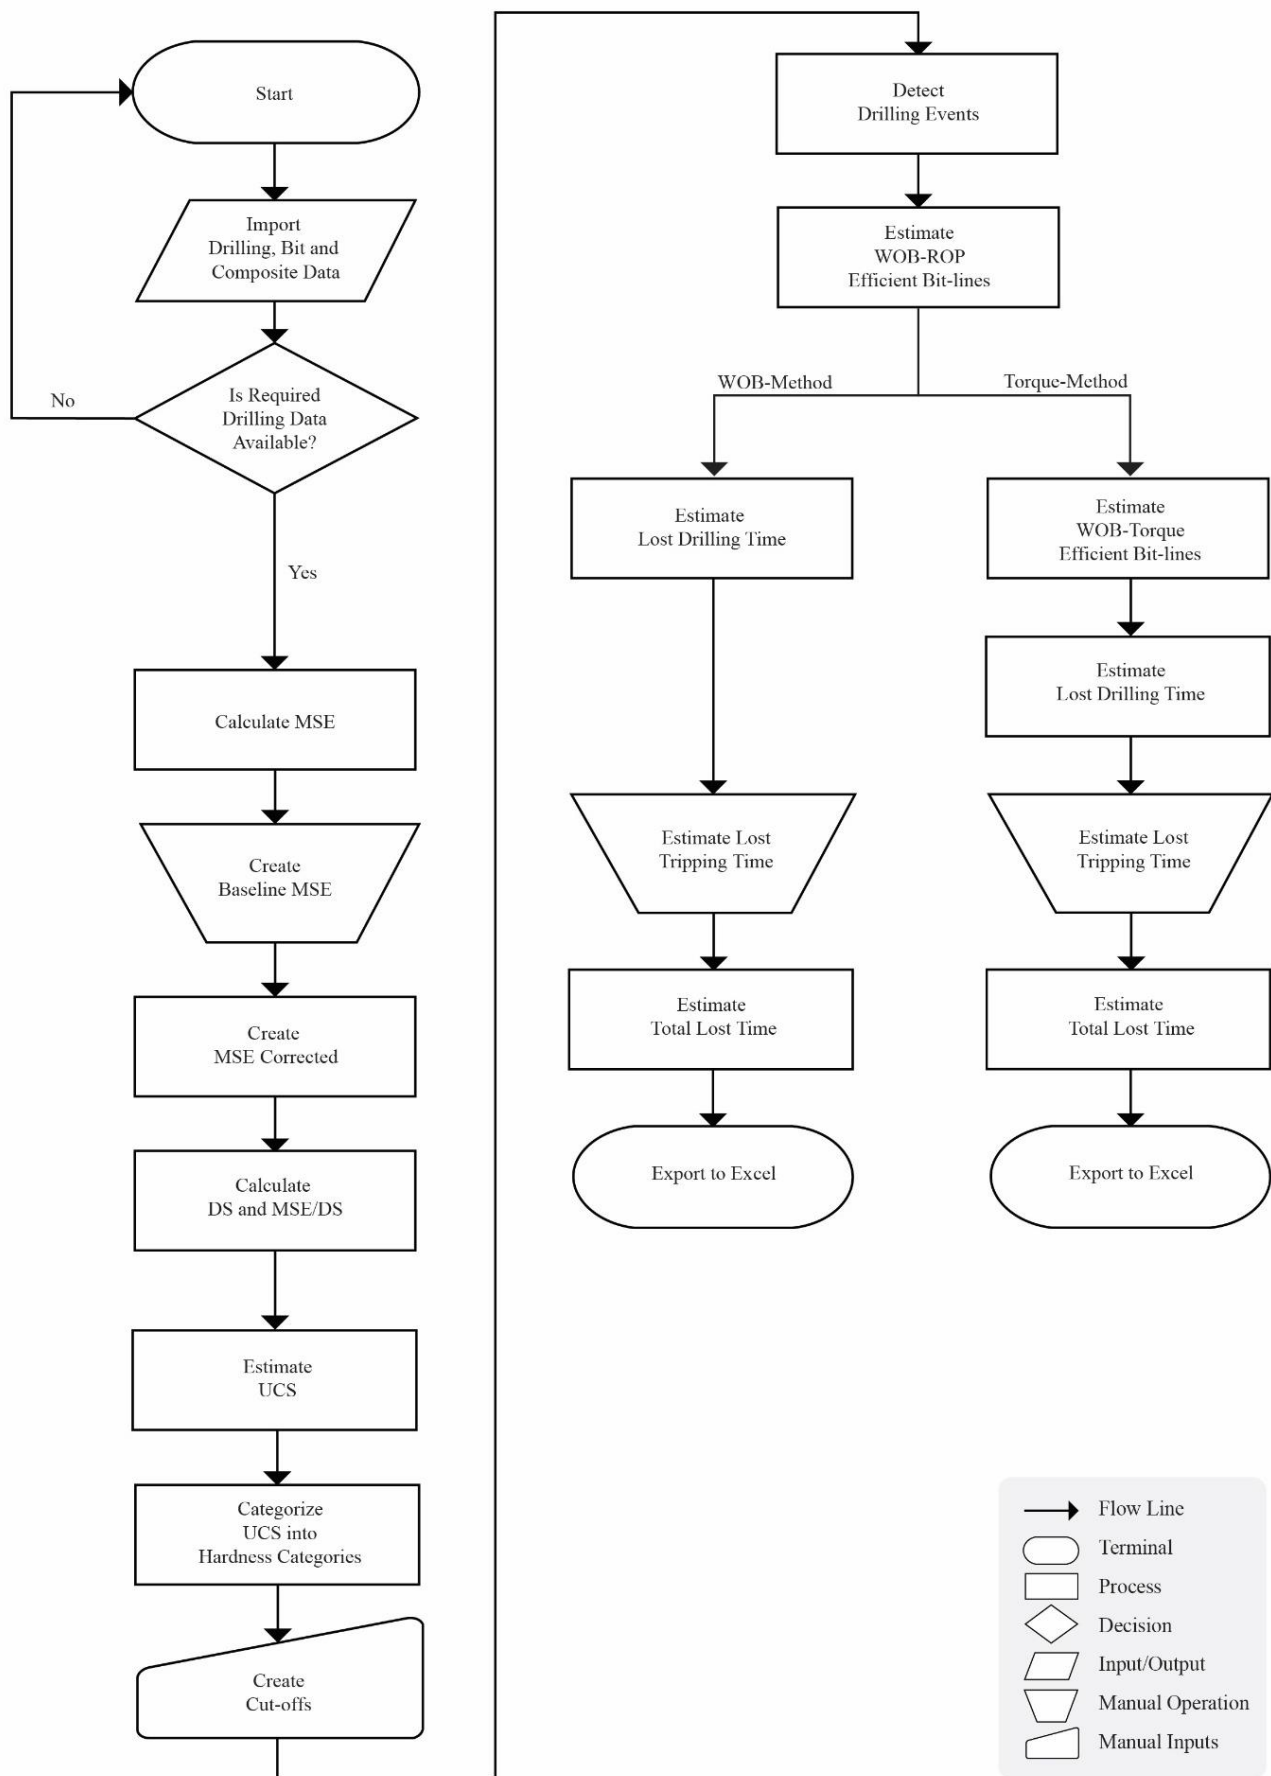 Start
Import
Drilling, Bit and
Composite Data
Is Required
Drilling Data
Available?
No
Yes
Calculate MSE
Create
Baseline MSE
Create
MSE Corrected
Calculate
DS and MSE/DS
Estimate
UCS
Categorize
UCS into
Hardness Categories
Create
Cut-offs
Detect
Drilling Events
Estimate
WOB-ROP
Efficient Bit-lines
WOB-Method
Torque-Method
Estimate
Lost Drilling Time
Estimate Lost
Tripping Time
Estimate
Total Lost Time
Export to Excel
Estimate
WOB-Torque
Efficient Bit-lines
Estimate
Lost Drilling Time
Estimate Lost
Tripping Time
Estimate
Total Lost Time
Export to Excel
Flow Line
Terminal
Process
Decision
Input/Output
Manual Operation
Manual Inputs